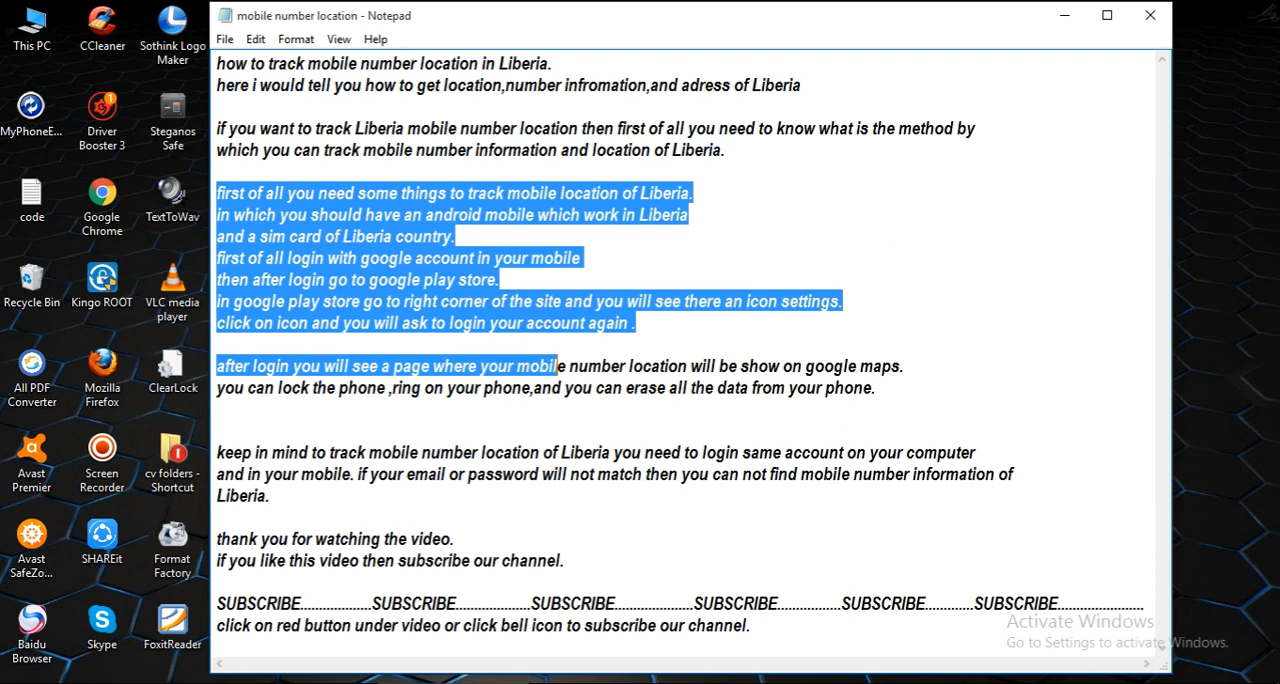 This PC
CCleaner
Sothink Logo
Maker
MyPhoneE...
Driver
Booster 3
Steganos
Safe
code
Google
Chrome
TextToWav
Recycle Bin
Kingo ROOT
VLC media
player
All PDF
Converter
Mozilla
Firefox
ClearLock
Avast
Premier
Screen
Recorder
cv folders -
Shortcut
Avast
SafeZo...
SHAREit
Format
Factory
Baidu
Browser
Skype
FoxitReader
mobile number location - Notepad
File Edit Format View Help
how to track mobile number location in Liberia.
here i would tell you how to get location,number infromation,and adress of Liberia
if you want to track Liberia mobile number location then first of all you need to know what is the method by
which you can track mobile number information and location of Liberia.
first of all you need some things to track mobile location of Liberia.
in which you should have an android mobile which work in Liberia
and a sim card of Liberia country.
first of all login with google account in your mobile
then after login go to google play store.
in google play store go to right corner of the site and you will see there an icon settings.
click on icon and you will ask to login your account again .
after login you will see a page where your mobile number location will be show on google maps.
you can lock the phone ,ring on your phone,and you can erase all the data from your phone.
keep in mind to track mobile number location of Liberia you need to login same account on your computer
and in your mobile. if your email or password will not match then you can not find mobile number information of
Liberia.
thank you for watching the video.
if you like this video then subscribe our channel.
SUBSCRIBE..................SUBSCRIBE...................SUBSCRIBE....................SUBSCRIBE................SUBSCRIBE............SUBSCRIBE......................
click on red button under video or click bell icon to subscribe our channel.
Activate Windows
Go to Settings to activate Windows.